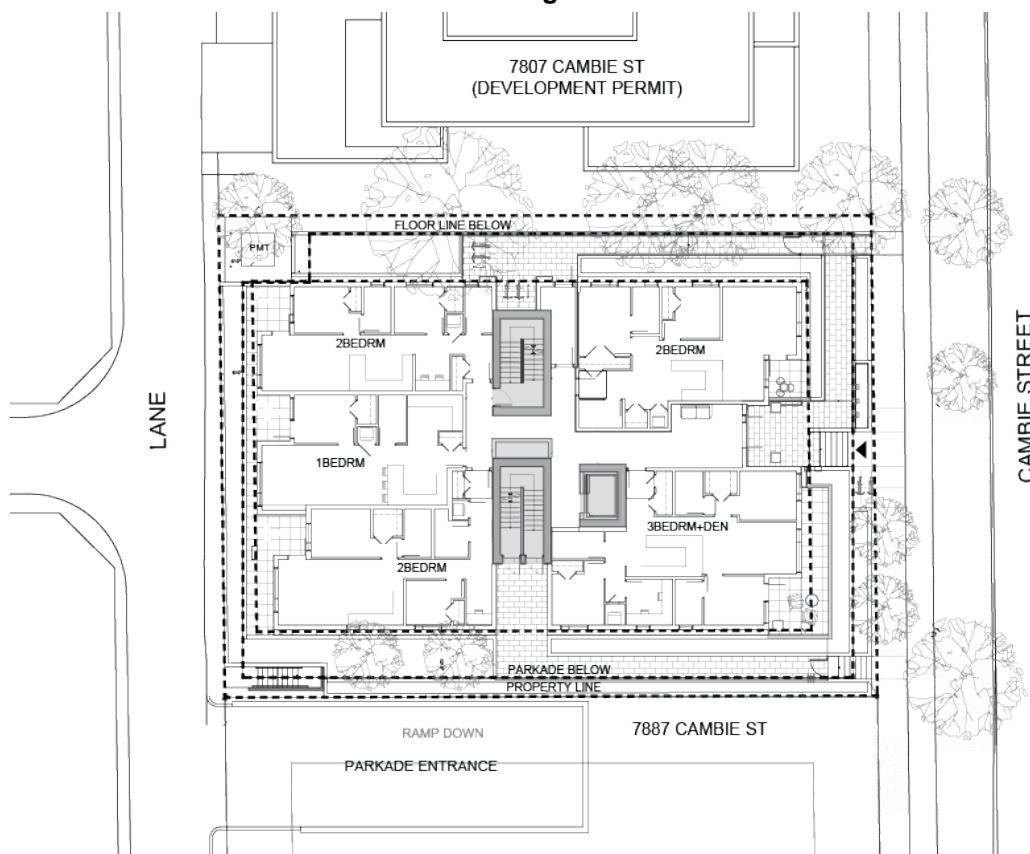 7807 CAMBIE ST
(DEVELOPMENT PERMIT)
FLOOR LINE BELOW
PMT
2BEDRM
2BEDRM
LANE
CAMBIE STREET
1BEDRM
3BEDRM+DEN
2BEDRM
PARKADE BELOW
PROPERTY LINE
RAMP DOWN
7887 CAMBIE ST
PARKADE ENTRANCE